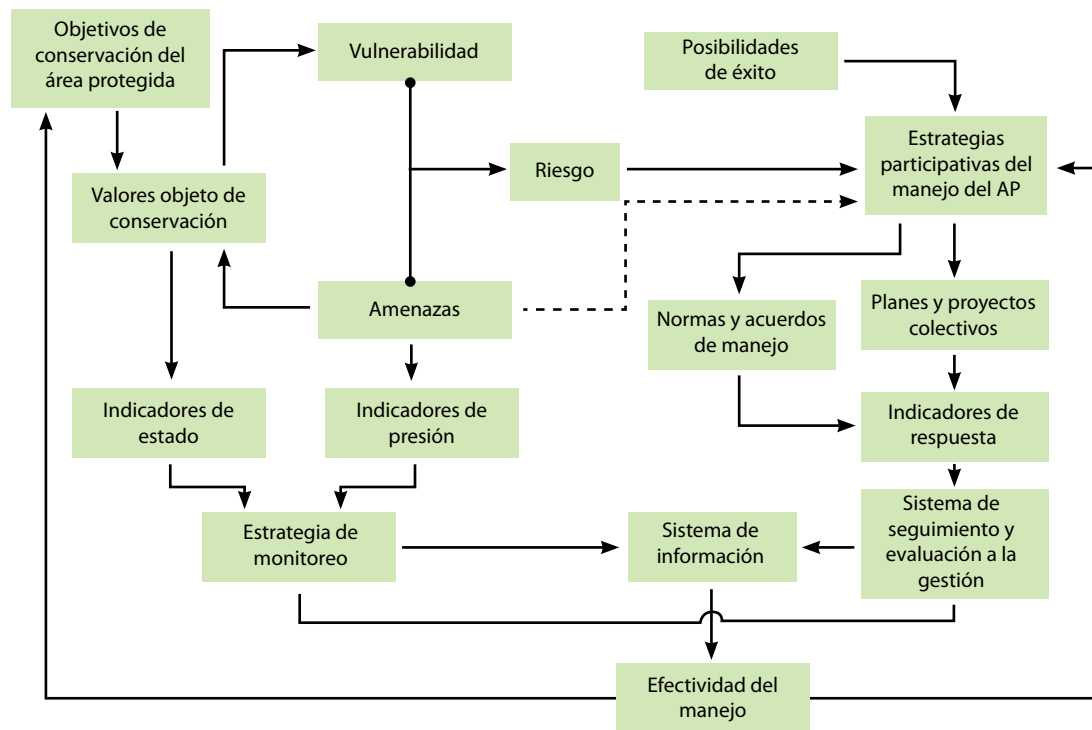 Objetivos de
conservación del
área protegida
Vulnerabilidad
Posibilidades
de éxito
Estrategias
participativas del
manejo del AP
Riesgo
Valores objeto de
conservación
Amenazas
Normas y acuerdos
de manejo
Planes y proyectos
colectivos
Indicadores de
estado
Indicadores de
presión
Indicadores de
respuesta
Estrategia de
monitoreo
Sistema de
información
Sistema de
seguimiento y
evaluación a la
gestión
Efectividad del
manejo